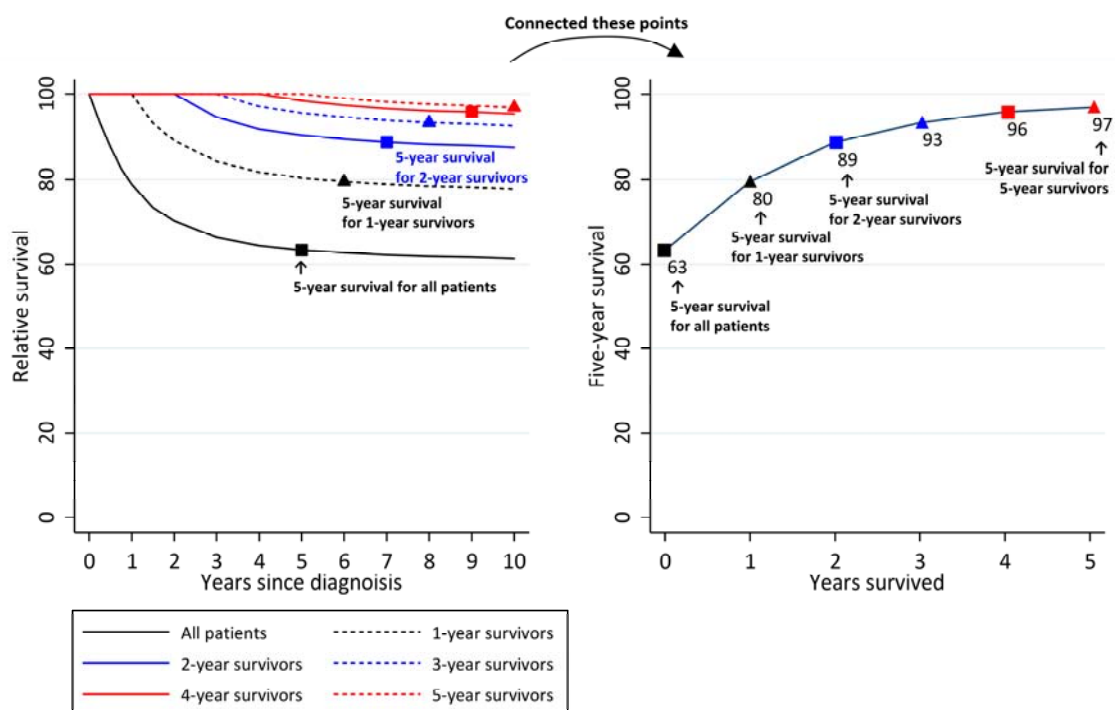 Connected these points
Relative survival
100
80
60
40
20
0
0 1 2 3 4 5 6 7 8 9 10
Years since diagnoisis
5-year survival
for 2-year survivors
5-year survival
for 1-year survivors
5-year survival for all patients
Five-year survival
100
80
60
40
20
0
0 1 2 3 4 5
Years survived
63
5-year survival
for all patients
80
5-year survival
for 1-year survivors
89
5-year survival
for 2-year survivors
93
96
97
5-year survival for
5-year survivors
All patients
1-year survivors
2-year survivors
3-year survivors
4-year survivors
5-year survivors